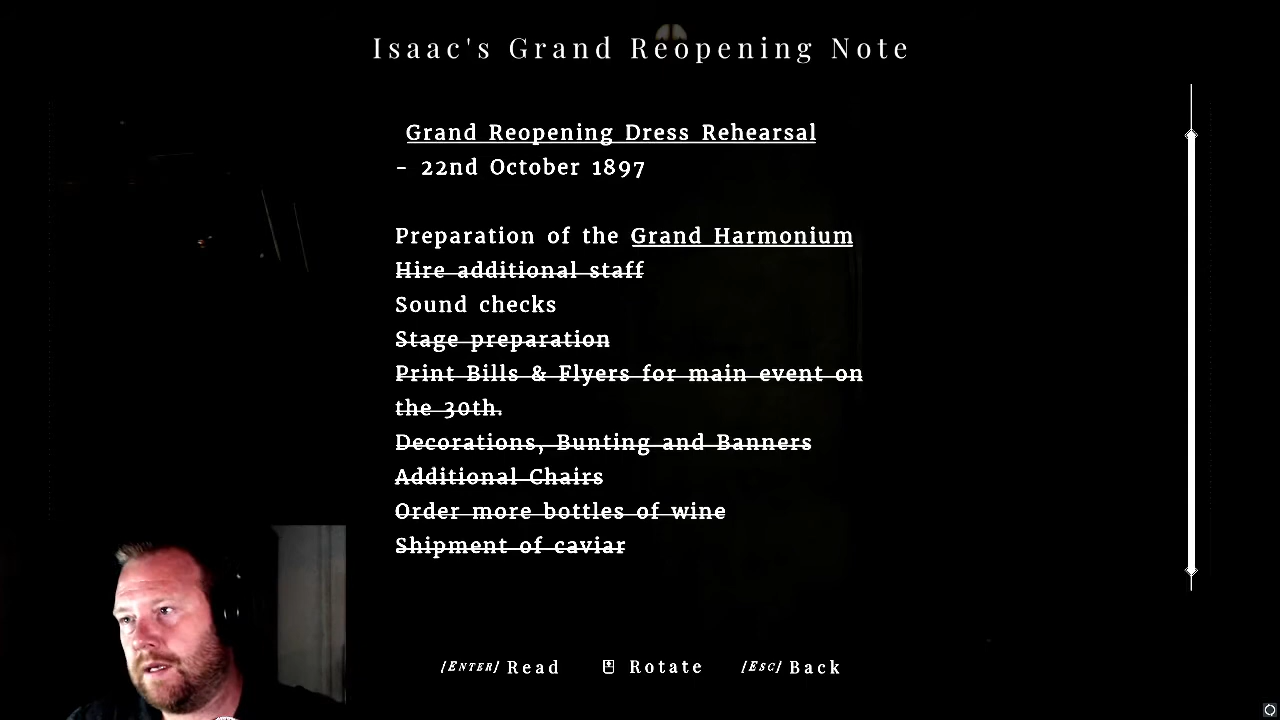 Isaac's Grand Reopening Note
Grand Reopening Dress Rehearsal
- 22nd October 1897
Preparation of the Grand Harmonium
Hire additional staff
Sound checks
Stage preparation
Print Bills & Flyers for main event on
the 30th.
Decorations, Bunting and Banners
Additional Chairs
Order more bottles of wine
Shipment of caviar
[Enter] Read Rotate [Esc] Back